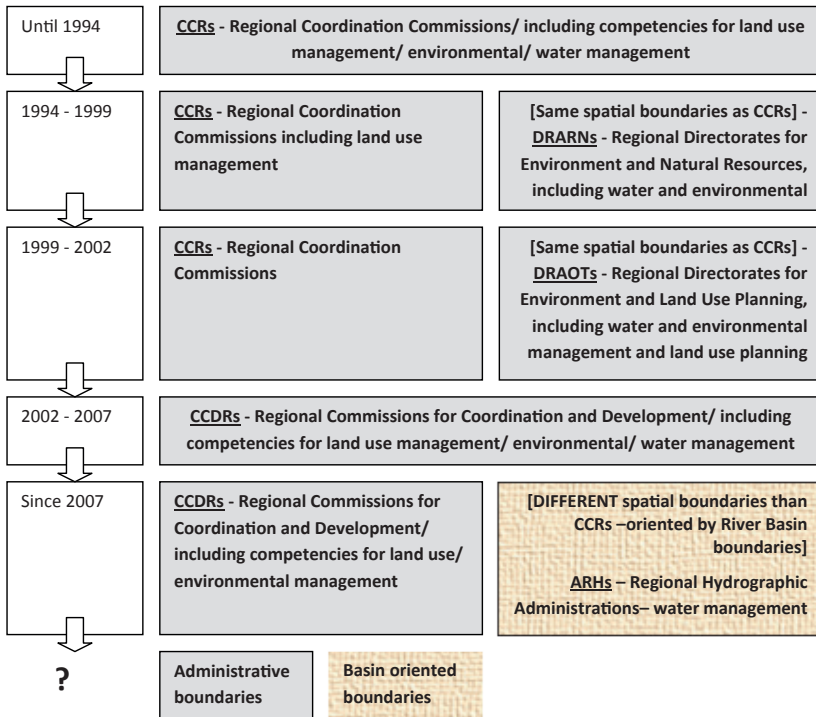 Until 1994
CCRs - Regional Coordination Commissions/ including competencies for land use
management/ environmental/ water management
1994 - 1999
CCRs - Regional Coordination
Commissions including land use
management
[Same spatial boundaries as CCRs] -
DRARNs - Regional Directorates for
Environment and Natural Resources,
including water and environmental
1999 - 2002
CCRs - Regional Coordination
Commissions
[Same spatial boundaries as CCRs] -
DRAOTs - Regional Directorates for
Environment and Land Use Planning,
including water and environmental
management and land use planning
2002 - 2007
CCDRs - Regional Commissions for Coordination and Development/ including
competencies for land use management/ environmental/ water management
Since 2007
CCDRs - Regional Commissions for
Coordination and Development/
including competencies for land use/
environmental management
[DIFFERENT spatial boundaries than
CCRs –oriented by River Basin
boundaries]
ARHs – Regional Hydrographic
Administrations– water management
?
Administrative
boundaries
Basin oriented
boundaries